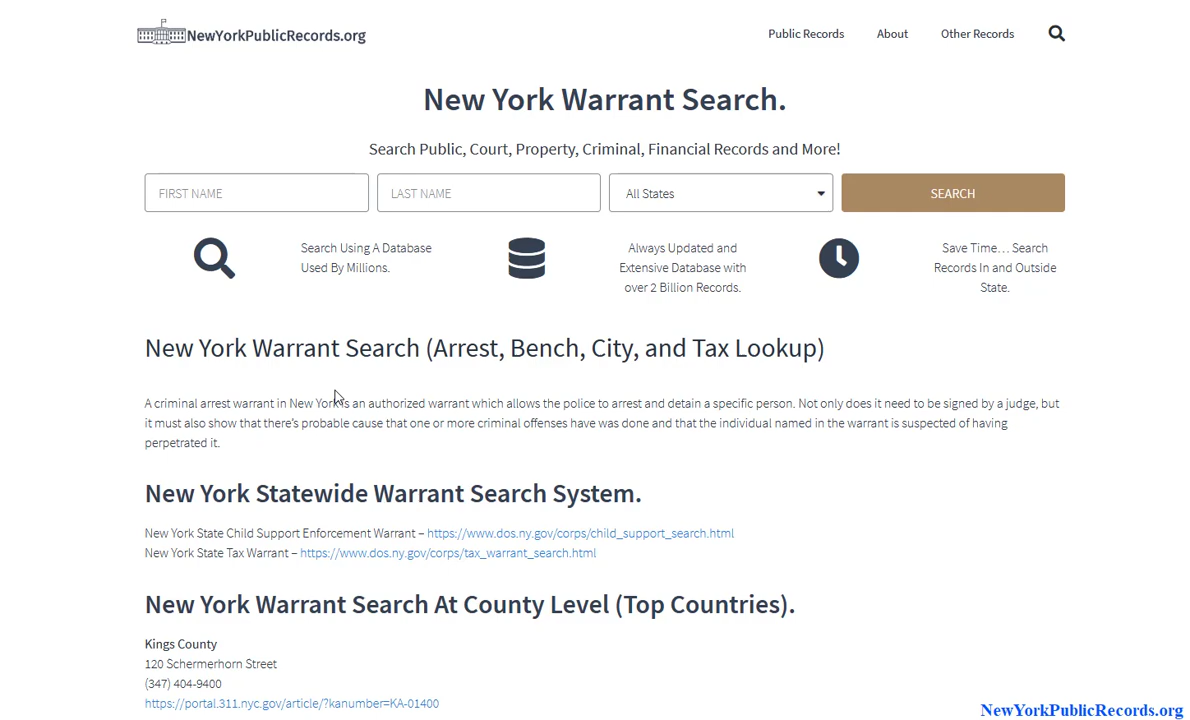 NewYorkPublicRecords.org
Public Records
About
Other Records
New York Warrant Search.
Search Public, Court, Property, Criminal, Financial Records and More!
FIRST NAME
LAST NAME
All States
SEARCH
Search Using A Database
Used By Millions.
Always Updated and
Extensive Database with
over 2 Billion Records.
Save Time… Search
Records In and Outside
State.
New York Warrant Search (Arrest, Bench, City, and Tax Lookup)
A criminal arrest warrant in New York is an authorized warrant which allows the police to arrest and detain a specific person. Not only does it need to be signed by a judge, but
it must also show that there's probable cause that one or more criminal offenses have was done and that the individual named in the warrant is suspected of having
perpetrated it.
New York Statewide Warrant Search System.
New York State Child Support Enforcement Warrant – https://www.dos.ny.gov/corps/child_support_search.html
New York State Tax Warrant – https://www.dos.ny.gov/corps/tax_warrant_search.html
New York Warrant Search At County Level (Top Countries).
Kings County
120 Schermerhorn Street
(347) 404-9400
https://portal.311.nyc.gov/article/?kanumber=KA-01400
NewYorkPublicRecords.org